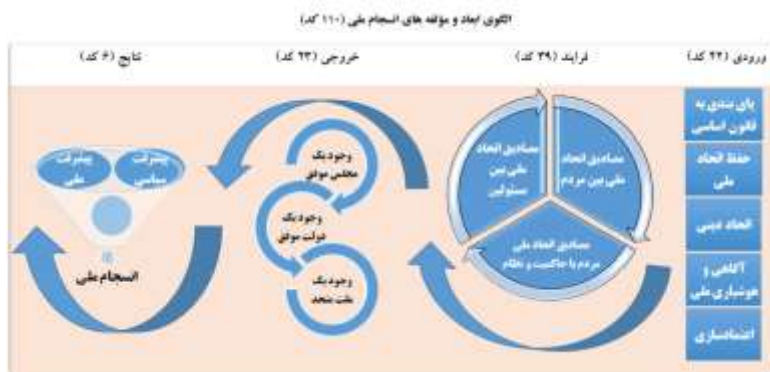 الگوی ابعاد و مؤلفه های انسجام ملی (۱۱۰ کد)
ورودی (۴۲ کد)
فرایند (۳۹ کد)
خروجی (۲۳ کد)
نتایج (۶ کد)
پای بندی به
قانون اساسی
حفظ اتحاد
ملی
اتحاد دینی
آگاهی و
هوشیاری ملی
اعتمادسازی
مصادیق اتحاد
ملی بین مردم
مصادیق اتحاد
ملی بین
مسئولین
مصادیق اتحاد ملی
مردم با حاکمیت و نظام
وجود یک
مجلس موفق
وجود یک
دولت موفق
وجود یک
ملت متحد
پیشرفت
سیاسی
پیشرفت
ملی
انسجام ملی